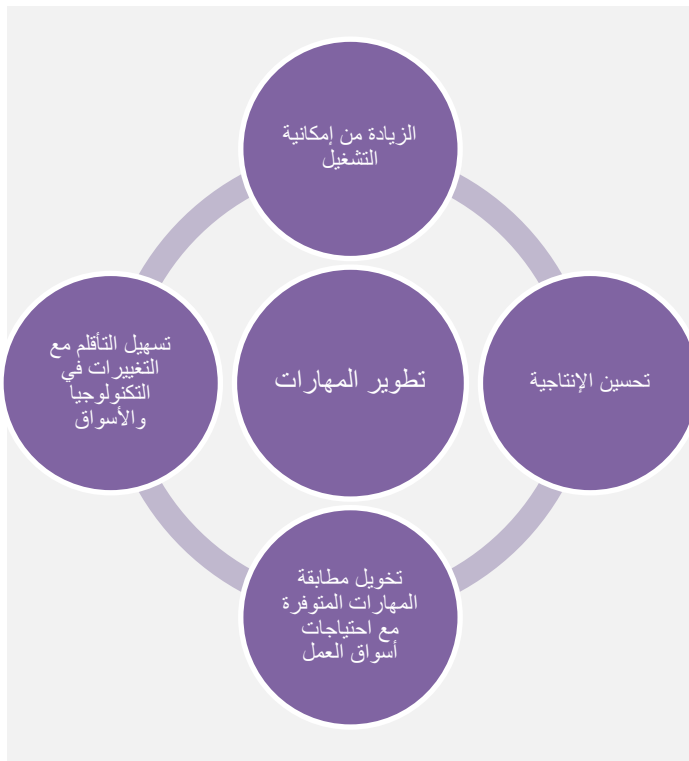 الزيادة من إمكانية
التشغيل
تحسين الإنتاجية
تطوير المهارات
تسهيل التأقلم مع
التغييرات في
التكنولوجيا
والأسواق
تخويل مطابقة
المهارات المتوفرة
مع احتياجات
أسواق العمل